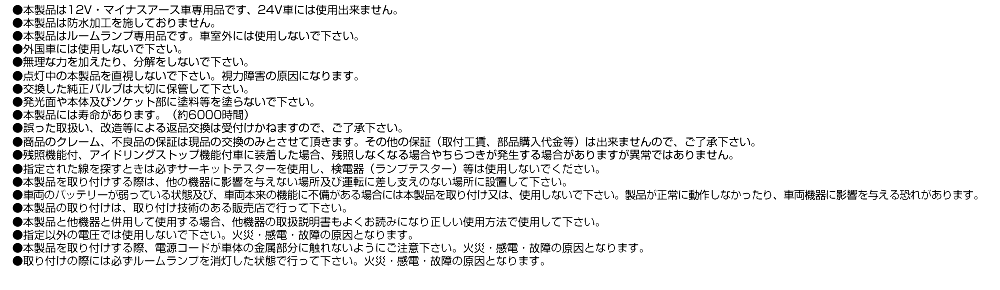 ●本製品は12V・マイナスアース車専用品です、24V車には使用出来ません。
●本製品は防水加工を施しておりません。
●本製品はルームランプ専用品です。車室外には使用しないで下さい。
●外国車には使用しないで下さい。
●無理な力を加えたり、分解をしないで下さい。
●点灯中の本製品を直視しないで下さい。視力障害の原因になります。
●交換した純正バルブは大切に保管して下さい。
●発光面や本体及びソケット部に塗料等を塗らないで下さい。
●本製品には寿命があります。（約6000時間）
●誤った取扱い、改造等による返品交換は受付けかねますので、ご了承下さい。
●商品のクレーム、不良品の保証は現品の交換のみとさせて頂きます。その他の保証（取付工賃、部品購入代金等）は出来ませんので、ご了承下さい。
●残照機能付、アイドリングストップ機能付車に装着した場合、残照しなくなる場合やちらつきが発生する場合がありますが異常ではありません。
●指定された線を探すときは必ずサーキットテスターを使用し、検電器（ランプテスター）等は使用しないでください。
●本製品を取り付けする際は、他の機器に影響を与えない場所及び運転に差し支えのない場所に設置して下さい。
●車両のバッテリーが弱っている状態及び、車両本来の機能に不備がある場合には本製品を取り付け又は、使用しないで下さい。製品が正常に動作しなかったり、車両機器に影響を与える恐れがあります。
●本製品の取り付けは、取り付け技術のある販売店で行って下さい。
●本製品と他機器と併用して使用する場合、他機器の取扱説明書もよくお読みになり正しい使用方法で使用して下さい。
●指定以外の電圧では使用しないで下さい。火災・感電・故障の原因となります。
●本製品を取り付けする際、電源コードが車体の金属部分に触れないようにご注意下さい。火災・感電・故障の原因となります。
●取り付けの際には必ずルームランプを消灯した状態で行って下さい。火災・感電・故障の原因となります。